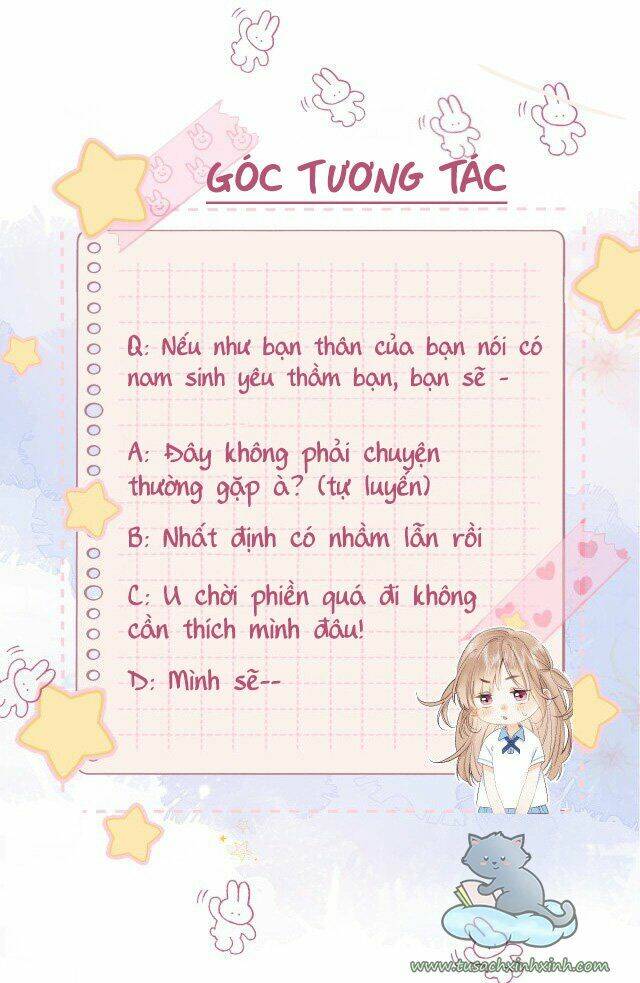 GÓC TƯƠNG TÁC
Q: Nếu như bạn thân của bạn nói có
nam sinh yêu thầm bạn, bạn sẽ -
A: Đây không phải chuyện
thường gặp à? (tự luyến)
B: Nhất định có nhầm lẫn rồi
C: U chời phiền quá đi không
cần thích mình đâu!
D: Mình sẽ--
www.tusachxinhxinh.com